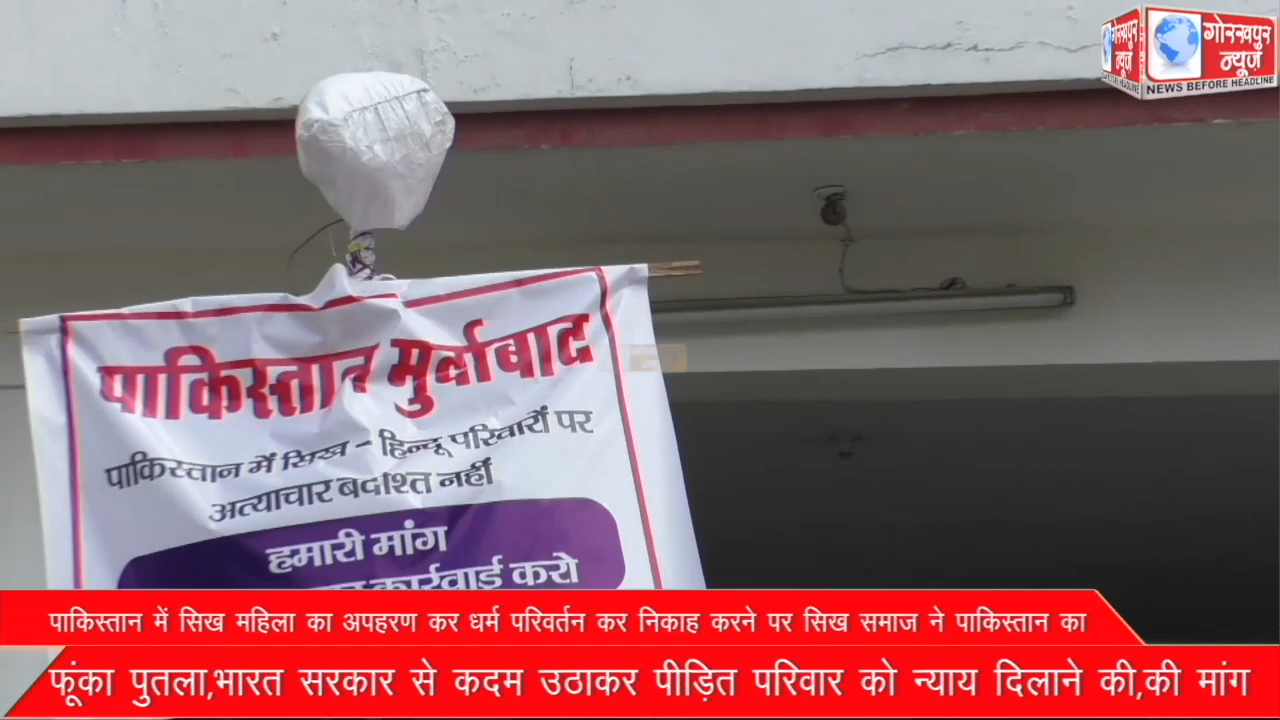 गोरखपुर
न्यूज़
NEWS BEFORE HEADLINE
पाकिस्तान मुर्दाबाद
पाकिस्तान में सिख - हिन्दू परिवारों पर
अत्याचार बर्दाश्त नहीं
हमारी मांग
कार्रवाई करो
पाकिस्तान में सिख महिला का अपहरण कर धर्म परिवर्तन कर निकाह करने पर सिख समाज ने पाकिस्तान का
फूंका पुतला,भारत सरकार से कदम उठाकर पीड़ित परिवार को न्याय दिलाने की,की मांग